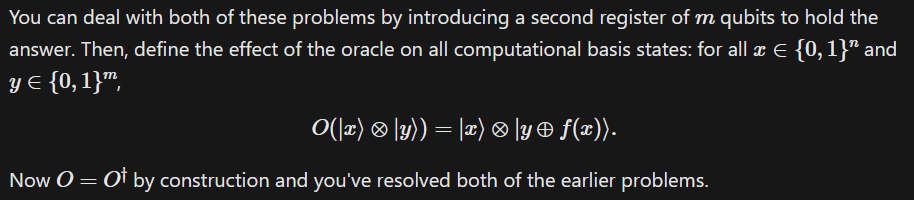 You can deal with both of these problems by introducing a second register of m qubits to hold the
answer. Then, define the effect of the oracle on all computational basis states: for all x ∈ {0, 1}ⁿ and
y ∈ {0, 1}ᵐ,
O(|x⟩ ⊗ |y⟩) = |x⟩ ⊗ |y ⊕ f(x)⟩.
Now O = O† by construction and you've resolved both of the earlier problems.